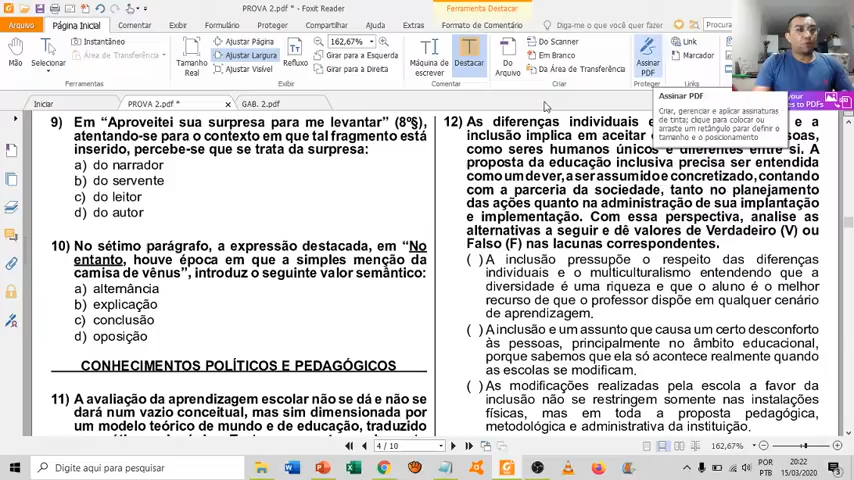 PROVA 2.pdf * - Foxit Reader
Ferramenta Destacar
Arquivo
Página Inicial
Comentar
Exibir
Formulário
Proteger
Compartilhar
Ajuda
Extras
Formato de Comentário
Diga-me o que você quer fazer
Procura
Mão
Selecionar
Instantâneo
Área de Transferência
Ferramentas
Tamanho Real
Ajustar Página
Ajustar Largura
Ajustar Visível
Refluxo
162,67%
Girar para a Esquerda
Girar para a Direita
Exibir
Máquina de escrever
Destacar
Comentar
Do Arquivo
Do Scanner
Em Branco
Da Área de Transferência
Criar
Assinar PDF
Proteger
Link
Marcador
Assinar PDF
Criar, gerenciar e aplicar assinaturas
de tinta; clique para colocar ou
arraste um retângulo para definir o
tamanho e o posicionamento
your
es to PDFs
Iniciar
PROVA 2.pdf *
GAB. 2.pdf
9) Em “Aproveitei sua surpresa para me levantar” (8º§),
atentando-se para o contexto em que tal fragmento está
inserido, percebe-se que se trata da surpresa:
a) do narrador
b) do servente
c) do leitor
d) do autor
10) No sétimo parágrafo, a expressão destacada, em “No
entanto, houve época em que a simples menção da
camisa de vênus”, introduz o seguinte valor semântico:
a) alternância
b) explicação
c) conclusão
d) oposição
CONHECIMENTOS POLÍTICOS E PEDAGÓGICOS
11) A avaliação da aprendizagem escolar não se dá e não se
dará num vazio conceitual, mas sim dimensionada por
um modelo teórico de mundo e de educação, traduzido
12) As diferenças individuais e a
inclusão implica em aceitar soas,
como seres humanos únicos e diferentes entre si. A
proposta da educação inclusiva precisa ser entendida
como um dever, a ser assumido e concretizado, contando
com a parceria da sociedade, tanto no planejamento
das ações quanto na administração de sua implantação
e implementação. Com essa perspectiva, analise as
alternativas a seguir e dê valores de Verdadeiro (V) ou
Falso (F) nas lacunas correspondentes.
( ) A inclusão pressupõe o respeito das diferenças
individuais e o multiculturalismo entendendo que a
diversidade é uma riqueza e que o aluno é o melhor
recurso de que o professor dispõe em qualquer cenário
de aprendizagem.
( ) A inclusão e um assunto que causa um certo desconforto
às pessoas, principalmente no âmbito educacional,
porque sabemos que ela só acontece realmente quando
as escolas se modificam.
( ) As modificações realizadas pela escola a favor da
inclusão não se restringem somente nas instalações
físicas, mas em toda a proposta pedagógica,
metodológica e administrativa da instituição.
4 / 10
162,67%
Digite aqui para pesquisar
POR
PTB
20:22
15/03/2020
3